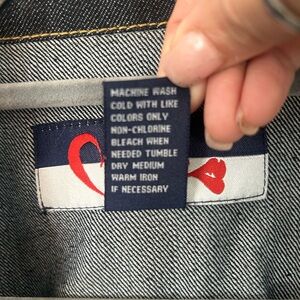 MACHINE WASH
COLD WITH LIKE
COLORS ONLY
NON-CHLORINE
BLEACH WHEN
NEEDED TUMBLE
DRY MEDIUM
WARM IRON
IF NECESSARY